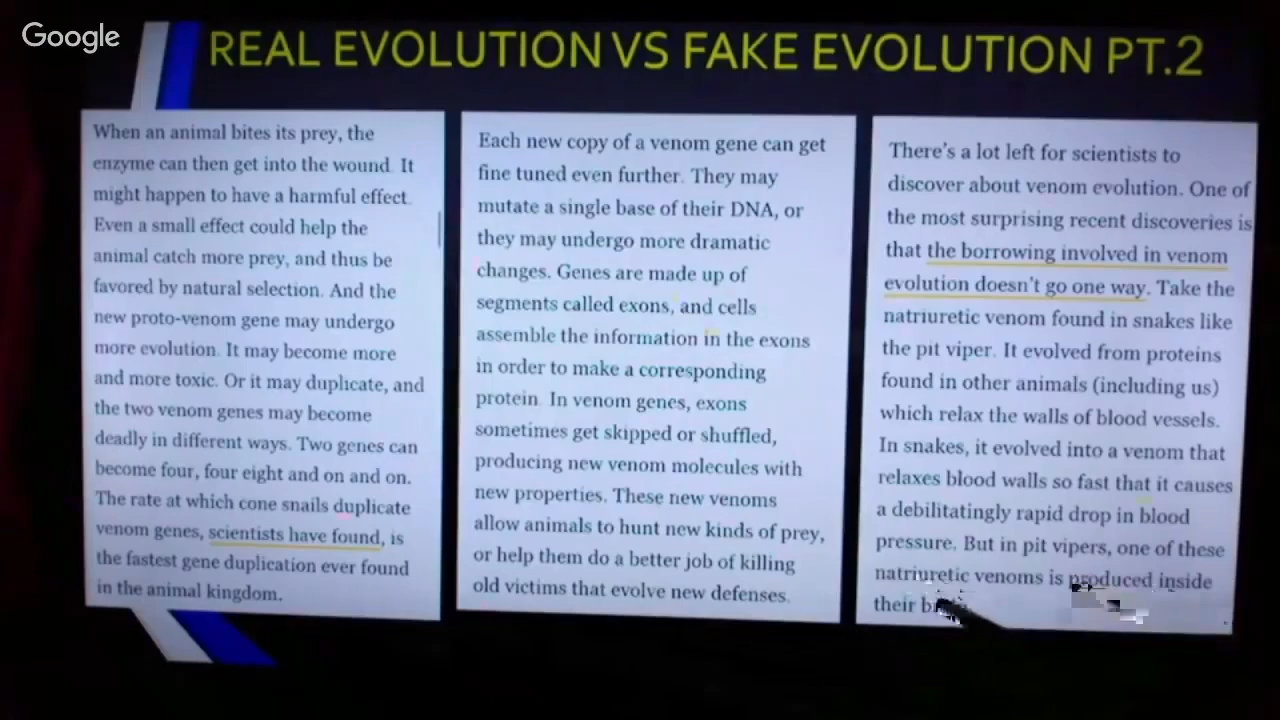 Google
REAL EVOLUTION VS FAKE EVOLUTION PT.2
When an animal bites its prey, the
enzyme can then get into the wound. It
might happen to have a harmful effect.
Even a small effect could help the
animal catch more prey, and thus be
favored by natural selection. And the
new proto-venom gene may undergo
more evolution. It may become more
and more toxic. Or it may duplicate, and
the two venom genes may become
deadly in different ways. Two genes can
become four, four eight and on and on.
The rate at which cone snails duplicate
venom genes, scientists have found, is
the fastest gene duplication ever found
in the animal kingdom.
Each new copy of a venom gene can get
fine tuned even further. They may
mutate a single base of their DNA, or
they may undergo more dramatic
changes. Genes are made up of
segments called exons, and cells
assemble the information in the exons
in order to make a corresponding
protein. In venom genes, exons
sometimes get skipped or shuffled,
producing new venom molecules with
new properties. These new venoms
allow animals to hunt new kinds of prey,
or help them do a better job of killing
old victims that evolve new defenses.
There's a lot left for scientists to
discover about venom evolution. One of
the most surprising recent discoveries is
that the borrowing involved in venom
evolution doesn't go one way. Take the
natriuretic venom found in snakes like
the pit viper. It evolved from proteins
found in other animals (including us)
which relax the walls of blood vessels.
In snakes, it evolved into a venom that
relaxes blood walls so fast that it causes
a debilitatingly rapid drop in blood
pressure. But in pit vipers, one of these
natriuretic venoms is produced inside
their